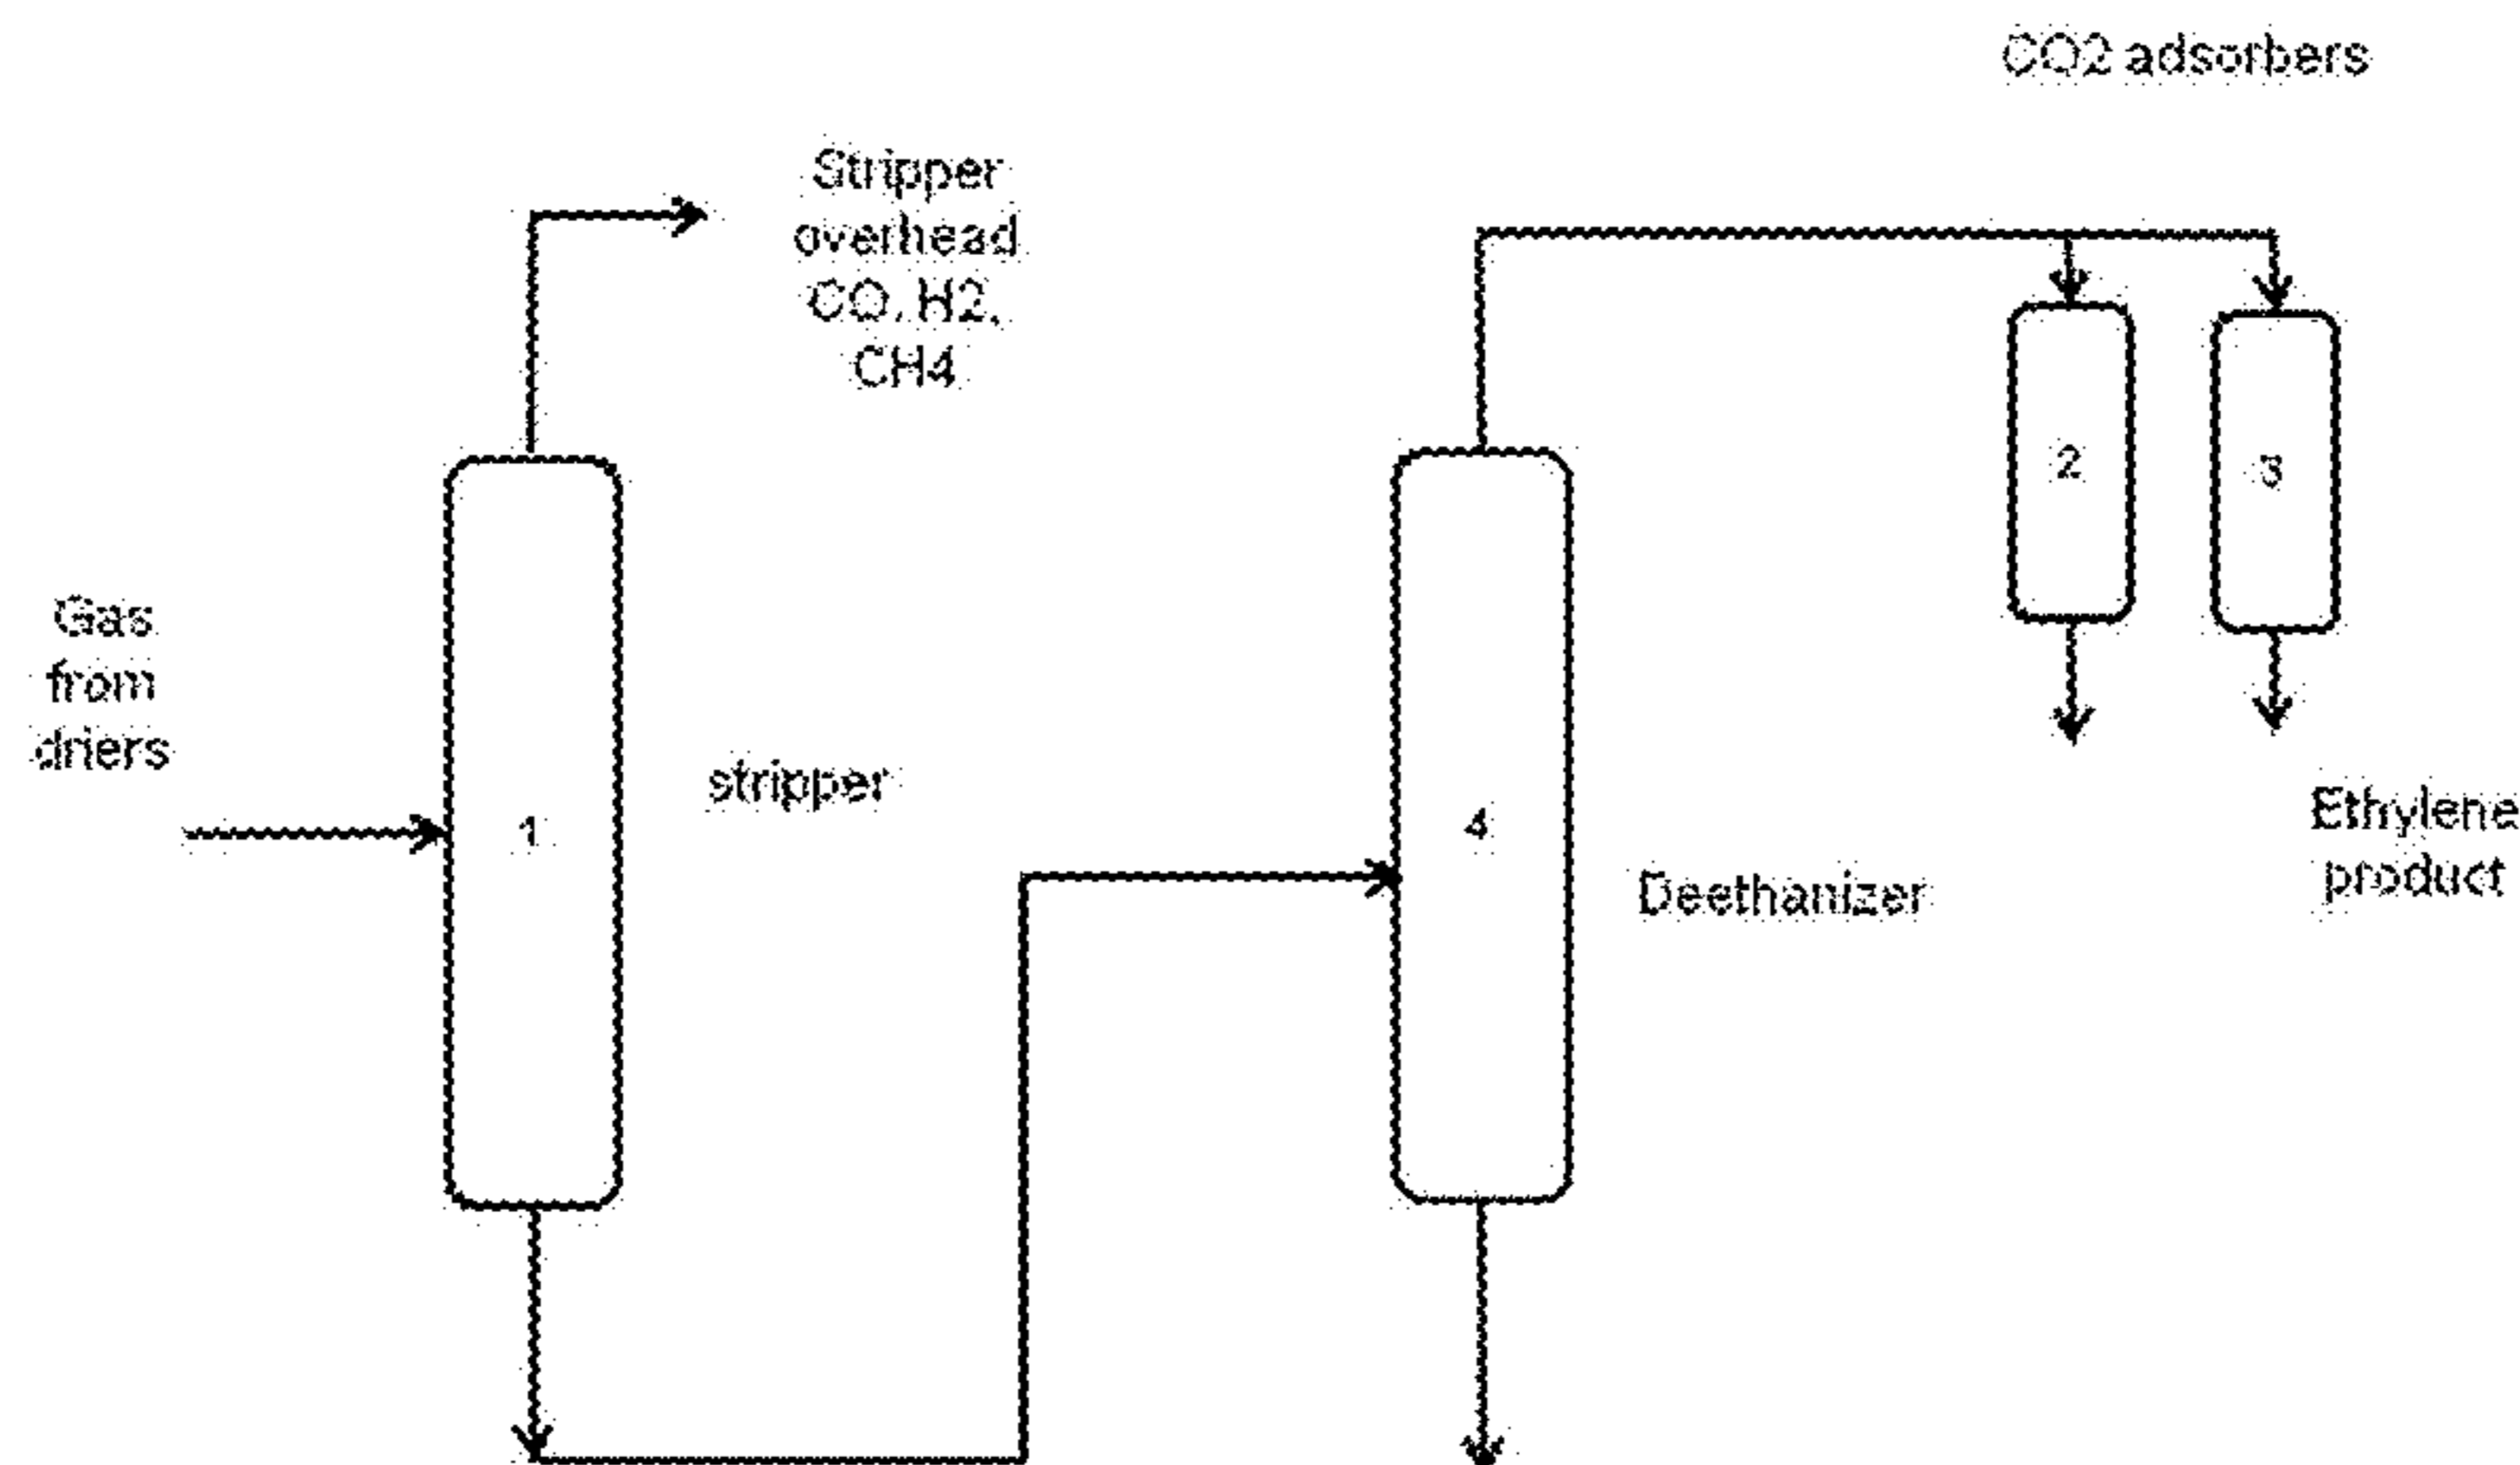 CO2 adsorbers
Stripper
overhead
CO, H2,
CH4
2
3
Gas
from
driers
stripper
1
4
Ethylene
product
Deethanizer